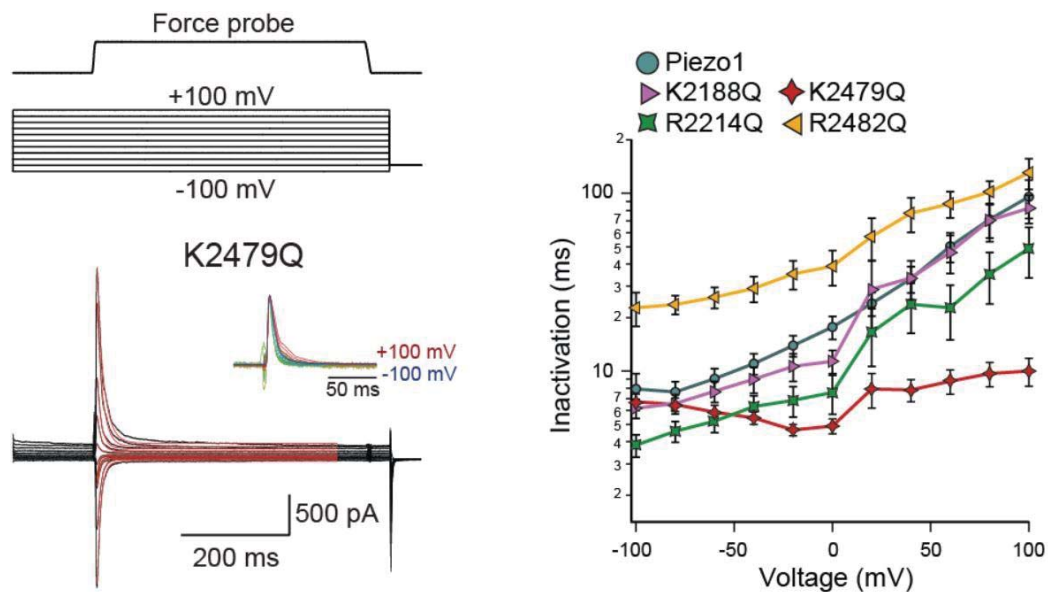 Force probe
+100 mV
-100 mV
K2479Q
+100 mV
-100 mV
50 ms
500 pA
200 ms
Piezo1
K2188Q K2479Q
R2214Q R2482Q
Inactivation (ms)
2
100
7
6
5
4
3
2
10
7
6
5
4
3
2
-100 -50 0 50 100
Voltage (mV)